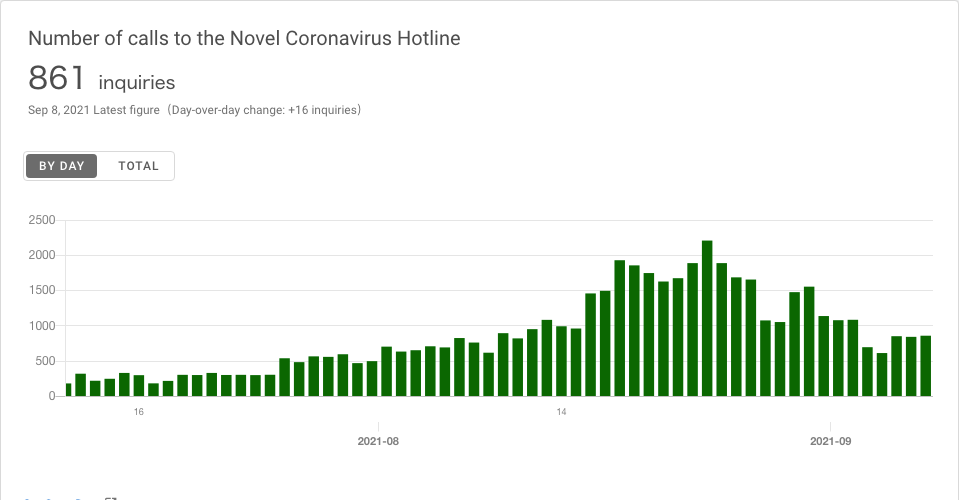 Number of calls to the Novel Coronavirus Hotline
861 inquiries
Sep 8, 2021 Latest figure (Day-over-day change: +16 inquiries)
BY DAY TOTAL
2500
2000
1500
1000
500
0
16 14
2021-08 2021-09